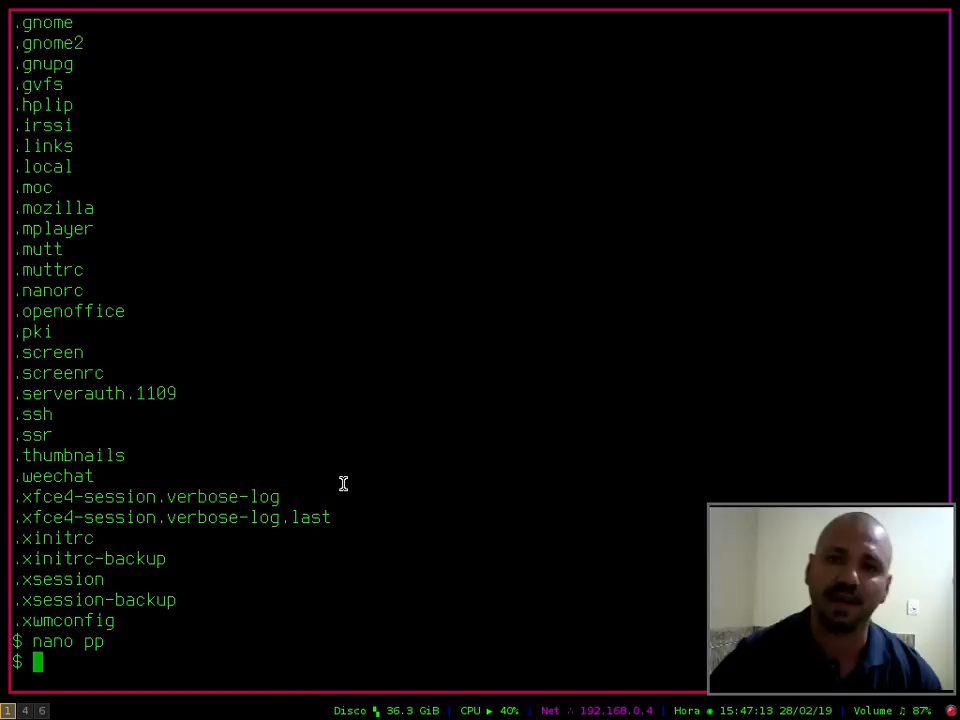 .gnome
.gnome2
.gnupg
.gvfs
.hplip
.irssi
.links
.local
.moc
.mozilla
.mplayer
.mutt
.muttrc
.nanorc
.openoffice
.pki
.screen
.screenrc
.serverauth.1109
.ssh
.ssr
.thumbnails
.weechat
.xfce4-session.verbose-log
.xfce4-session.verbose-log.last
.xinitrc
.xinitrc-backup
.xsession
.xsession-backup
.xwmconfig
$ nano pp
$
1 4 6 Disco ▚ 36.3 GiB | CPU ▶ 40% | Net ∴ 192.168.0.4 | Hora ◉ 15:47:13 28/02/19 | Volume ♫ 87%